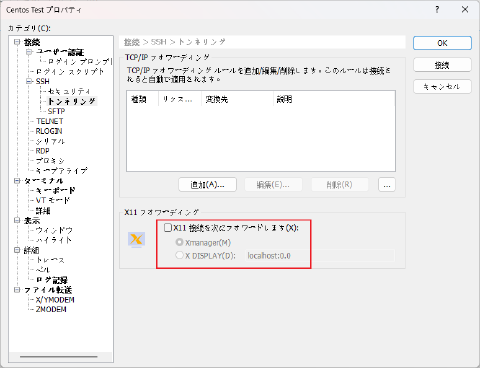 Centos Test プロパティ
カテゴリ(C):
接続
ユーザー認証
ログイン プロンプト
ログイン スクリプト
SSH
セキュリティ
トンネリング
SFTP
TELNET
RLOGIN
シリアル
RDP
プロキシ
キープアライブ
ターミナル
キーボード
VT モード
詳細
表示
ウィンドウ
ハイライト
詳細
トレース
ベル
ログ記録
ファイル転送
X/YMODEM
ZMODEM
接続 > SSH > トンネリング
TCP/IP フォワーディング
TCP/IP フォワーディング ルールを追加/編集/削除します。このルールは接続されると自動で適用されます。
種類 リッス... 宛先 説明
追加(A)... 編集(E)... 削除(R) ...
X11 フォワーディング
X11 接続を次にフォワードします(X):
Xmanager(M)
X DISPLAY(D): localhost:0.0
OK
接続
キャンセル